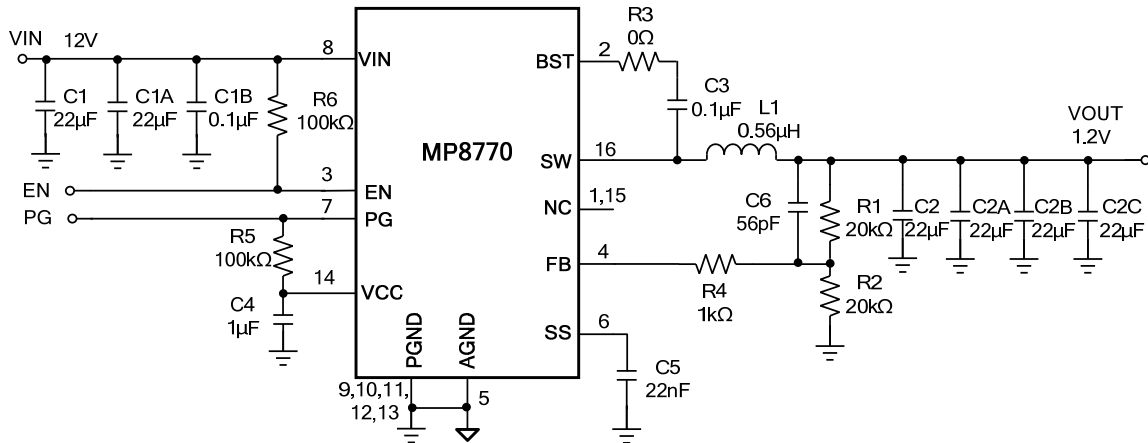 VIN 12V
8
VIN
C1
22µF
C1A
22µF
C1B
0.1µF
R6
100kΩ
EN
3
EN
PG
7
PG
R5
100kΩ
14
VCC
C4
1µF
MP8770
PGND
AGND
9,10,11,
12,13
5
BST
2
R3
0Ω
C3
0.1µF
L1
0.56µH
SW
16
NC
1,15
FB
4
R4
1kΩ
SS
6
C5
22nF
C6
56pF
R1
20kΩ
R2
20kΩ
C2
22µF
C2A
22µF
C2B
22µF
C2C
22µF
VOUT
1.2V